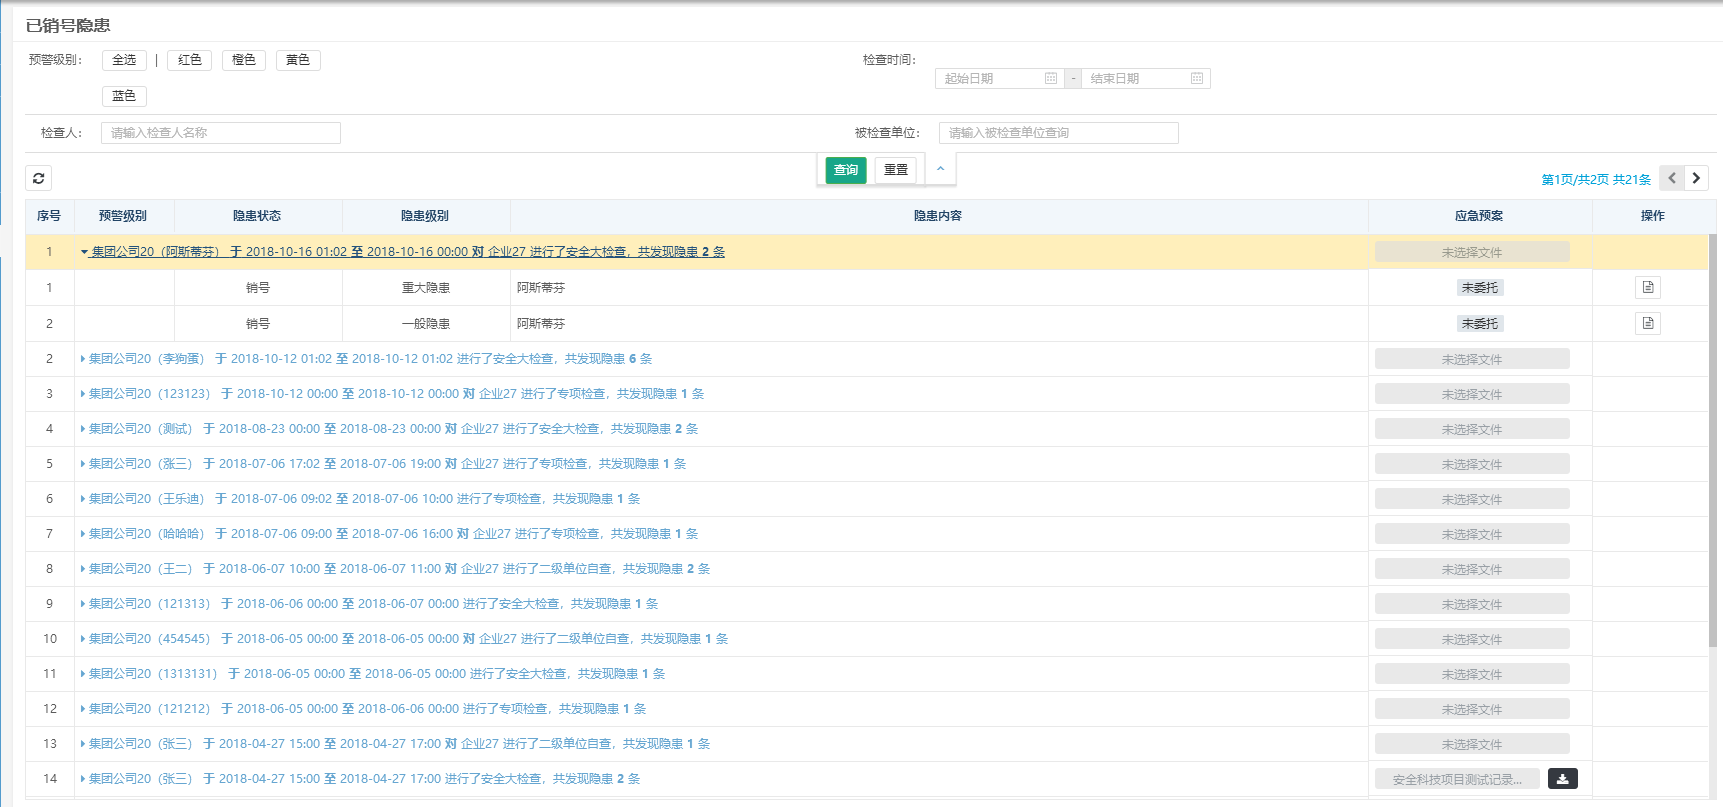 已销号隐患
预警级别： 全选 | 红色 橙色 黄色 检查时间：
起始日期 - 结束日期
蓝色
检查人： 请输入检查人名称 被检查单位： 请输入被检查单位查询
查询 重置
第1页/共2页 共21条
序号 预警级别 隐患状态 隐患级别 隐患内容 应急预案 操作
1 集团公司20（阿斯蒂芬） 于 2018-10-16 01:02 至 2018-10-16 00:00 对 企业27 进行了安全大检查，共发现隐患 2 条 未选择文件
1 销号 重大隐患 阿斯蒂芬 未委托
2 销号 一般隐患 阿斯蒂芬 未委托
2 集团公司20（李狗蛋） 于 2018-10-12 01:02 至 2018-10-12 01:02 进行了安全大检查，共发现隐患 6 条 未选择文件
3 集团公司20（123123） 于 2018-10-12 00:00 至 2018-10-12 00:00 对 企业27 进行了专项检查，共发现隐患 1 条 未选择文件
4 集团公司20（测试） 于 2018-08-23 00:00 至 2018-08-23 00:00 对 企业27 进行了安全大检查，共发现隐患 2 条 未选择文件
5 集团公司20（涨三） 于 2018-07-06 17:02 至 2018-07-06 19:00 对 企业27 进行了专项检查，共发现隐患 1 条 未选择文件
6 集团公司20（王乐迪） 于 2018-07-06 09:02 至 2018-07-06 10:00 进行了专项检查，共发现隐患 1 条 未选择文件
7 集团公司20（哈哈哈） 于 2018-07-06 09:00 至 2018-07-06 16:00 对 企业27 进行了专项检查，共发现隐患 1 条 未选择文件
8 集团公司20（王二） 于 2018-06-07 10:00 至 2018-06-07 11:00 对 企业27 进行了二级单位自查，共发现隐患 2 条 未选择文件
9 集团公司20（121313） 于 2018-06-06 00:00 至 2018-06-07 00:00 进行了安全大检查，共发现隐患 1 条 未选择文件
10 集团公司20（454545） 于 2018-06-05 00:00 至 2018-06-05 00:00 对 企业27 进行了二级单位自查，共发现隐患 1 条 未选择文件
11 集团公司20（1313131） 于 2018-06-05 00:00 至 2018-06-05 00:00 进行了安全大检查，共发现隐患 1 条 未选择文件
12 集团公司20（121212） 于 2018-06-05 00:00 至 2018-06-06 00:00 进行了专项检查，共发现隐患 1 条 未选择文件
13 集团公司20（张三） 于 2018-04-27 15:00 至 2018-04-27 17:00 对 企业27 进行了二级单位自查，共发现隐患 1 条 未选择文件
14 集团公司20（张三） 于 2018-04-27 15:00 至 2018-04-27 17:00 进行了安全大检查，共发现隐患 2 条 安全科技项目测试记录...